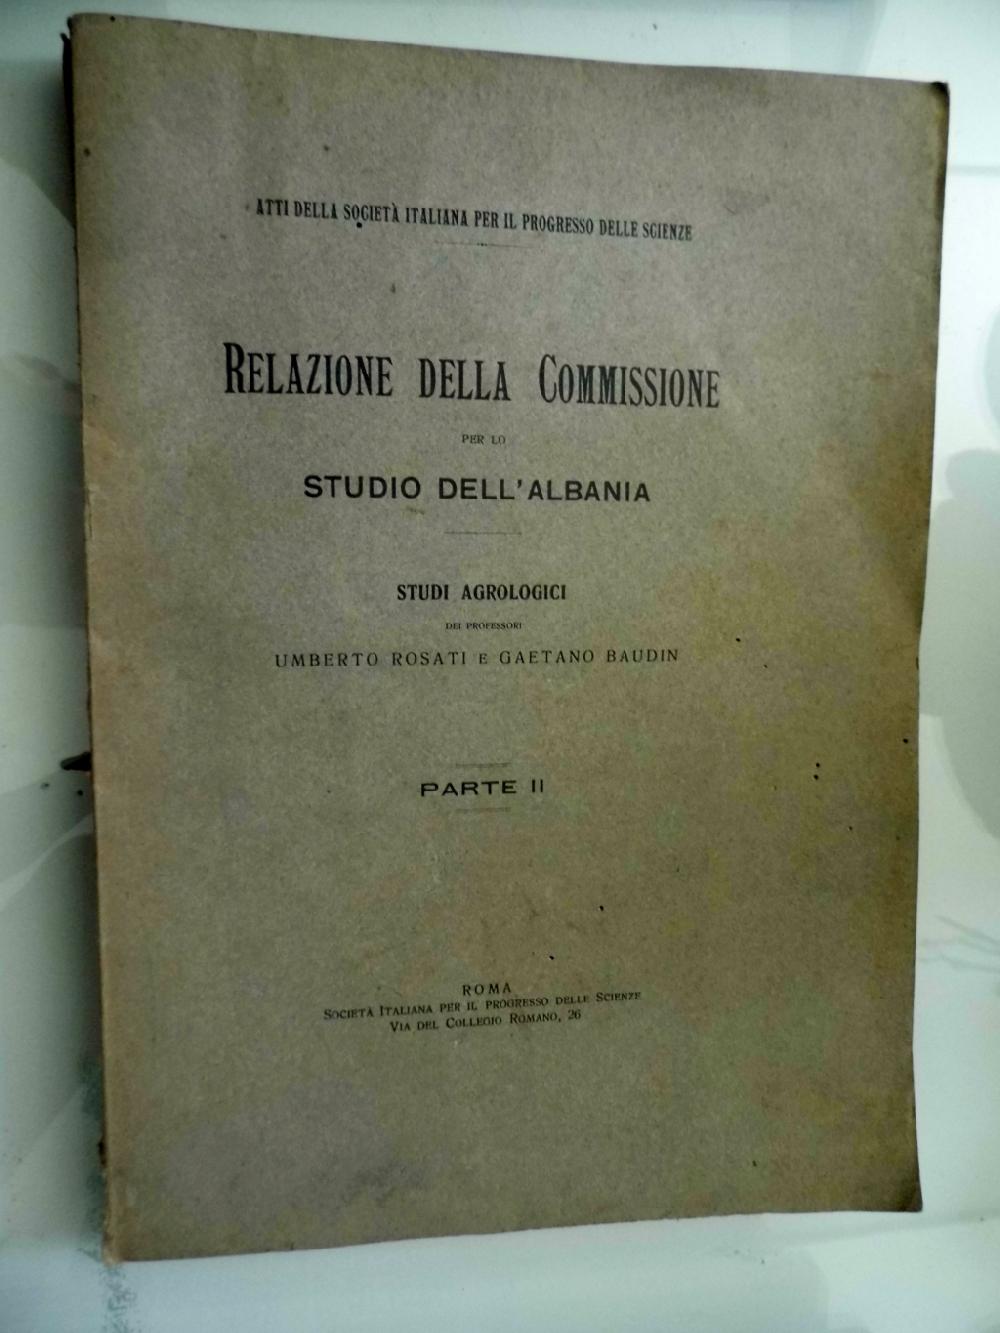 ATTI DELLA SOCIETÀ ITALIANA PER IL PROGRESSO DELLE SCIENZE
RELAZIONE DELLA COMMISSIONE
PER LO
STUDIO DELL'ALBANIA
STUDI AGROLOGICI
DEI PROFESSORI
UMBERTO ROSATI E GAETANO BAUDIN
PARTE II
ROMA
SOCIETÀ ITALIANA PER IL PROGRESSO DELLE SCIENZE
VIA DEL COLLEGIO ROMANO, 26